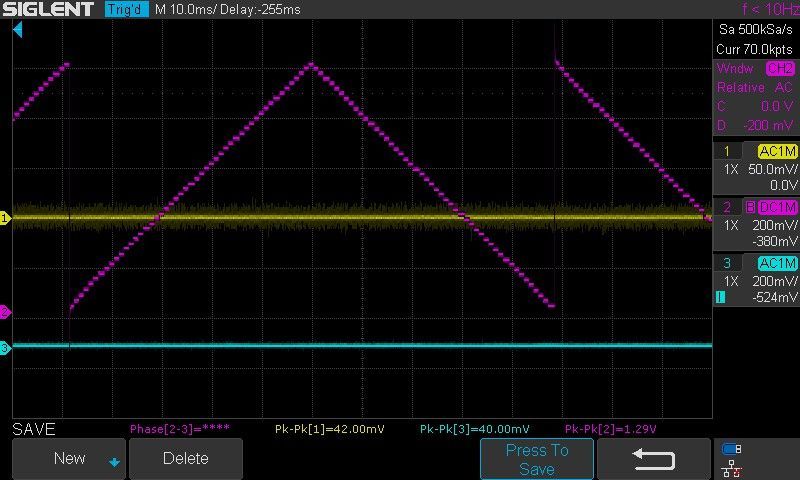 SIGLENT Trig'd M 10.0ms/ Delay:-255ms f < 10Hz
Sa 500kSa/s
Curr 70.0kpts
Wndw CH2
Relative AC
C 0.0 V
D -200 mV
1 AC1M
1X 50.0mV/
0.0V
2 B DC1M
1X 200mV/
-380mV
3 AC1M
1X 200mV/
I -524mV
1
2
3
SAVE Phase[2-3]=**** Pk-Pk[1]=42.00mV Pk-Pk[3]=40.00mV Pk-Pk[2]=1.29V
New Delete Press To
Save